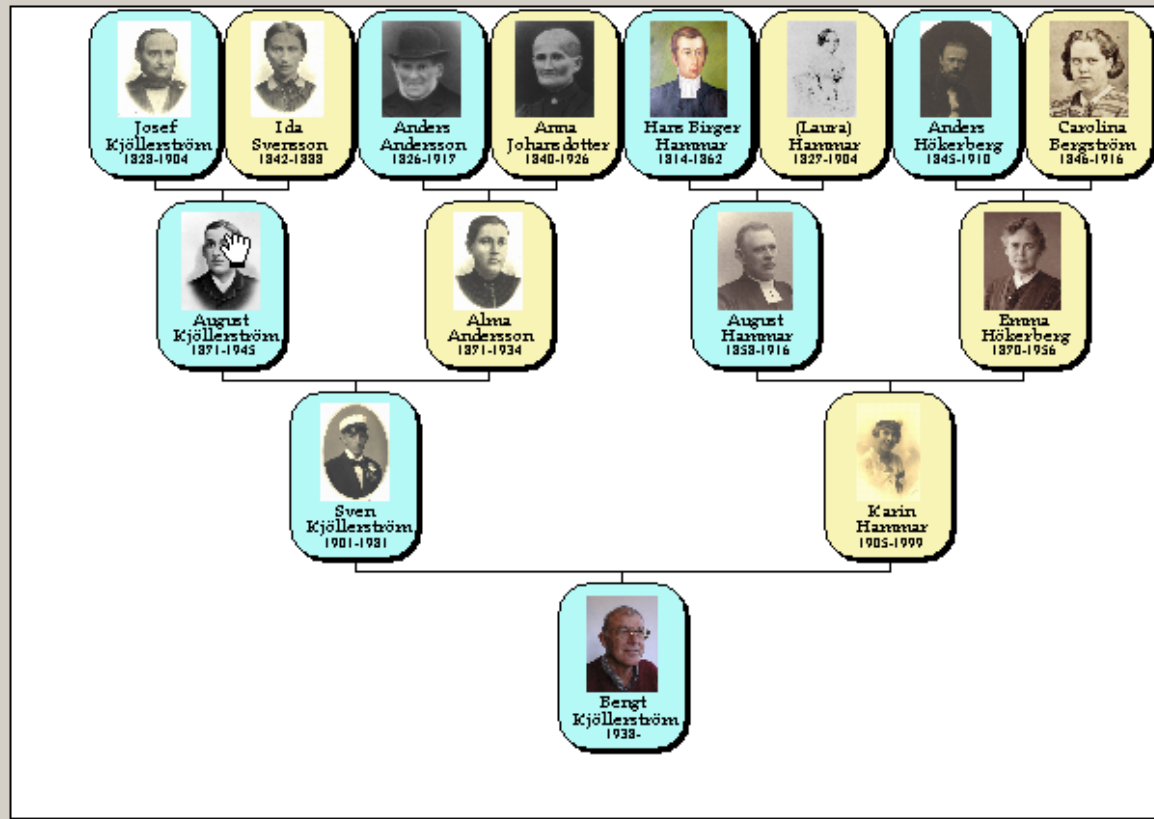 Josef
Kjöllerström
1828-1904
Ida
Svensson
1842-1888
Anders
Andersson
1826-1917
Anna
Johansdotter
1840-1926
Hans Birger
Hammar
1814-1862
(Laura)
Hammar
1827-1904
Anders
Hökerberg
1845-1910
Carolina
Bergström
1846-1916
August
Kjöllerström
1871-1945
Alma
Andersson
1871-1934
August
Hammar
1858-1916
Emma
Hökerberg
1870-1956
Sven
Kjöllerström
1901-1981
Karin
Hammar
1905-1999
Bengt
Kjöllerström
1938-